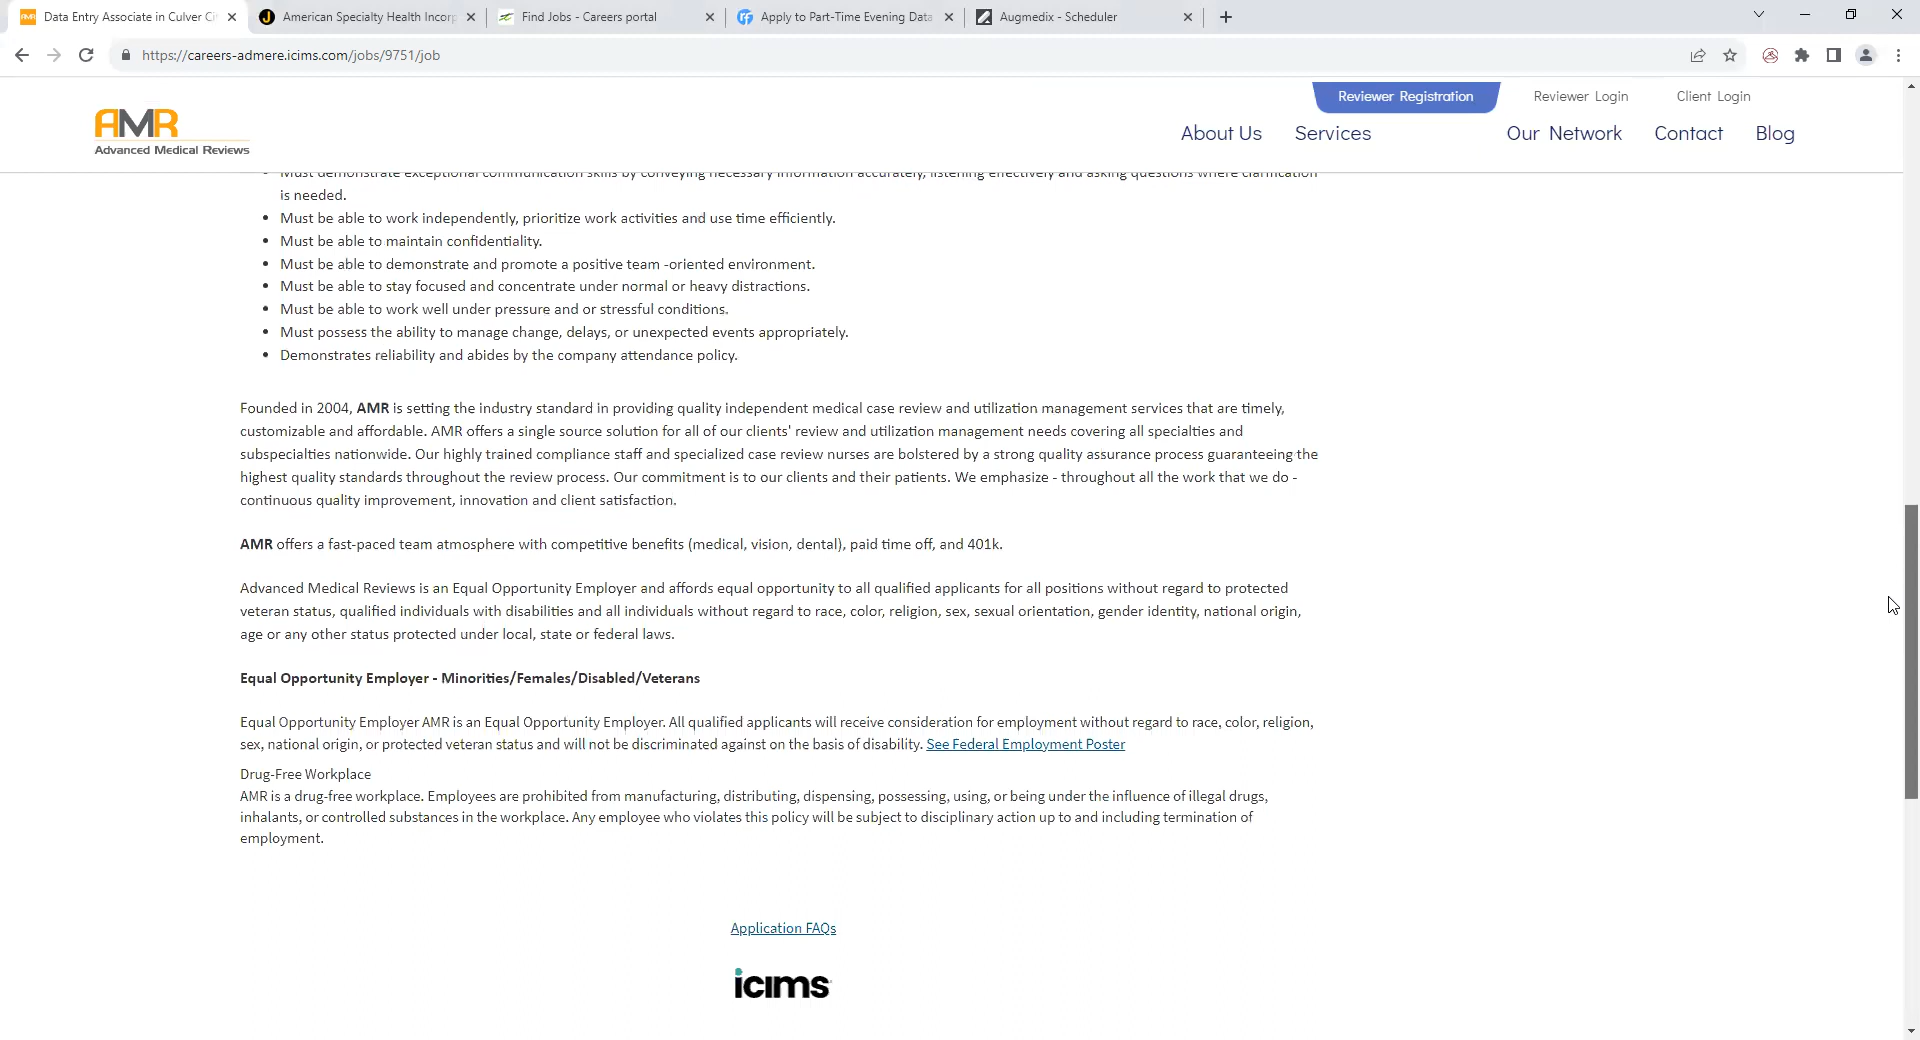 Data Entry Associate in Culver Ci
American Specialty Health Incorp
Find Jobs - Careers portal
Apply to Part-Time Evening Data
Augmedix - Scheduler
https://careers-admere.icims.com/jobs/9751/job
Reviewer Registration
Reviewer Login
Client Login
AMR
Advanced Medical Reviews
About Us
Services
Our Network
Contact
Blog
Must demonstrate exceptional communication skills by conveying necessary information accurately, listening effectively and asking questions where clarification
is needed.
• Must be able to work independently, prioritize work activities and use time efficiently.
• Must be able to maintain confidentiality.
• Must be able to demonstrate and promote a positive team -oriented environment.
• Must be able to stay focused and concentrate under normal or heavy distractions.
• Must be able to work well under pressure and or stressful conditions.
• Must possess the ability to manage change, delays, or unexpected events appropriately.
• Demonstrates reliability and abides by the company attendance policy.
Founded in 2004, AMR is setting the industry standard in providing quality independent medical case review and utilization management services that are timely,
customizable and affordable. AMR offers a single source solution for all of our clients' review and utilization management needs covering all specialties and
subspecialties nationwide. Our highly trained compliance staff and specialized case review nurses are bolstered by a strong quality assurance process guaranteeing the
highest quality standards throughout the review process. Our commitment is to our clients and their patients. We emphasize - throughout all the work that we do -
continuous quality improvement, innovation and client satisfaction.
AMR offers a fast-paced team atmosphere with competitive benefits (medical, vision, dental), paid time off, and 401k.
Advanced Medical Reviews is an Equal Opportunity Employer and affords equal opportunity to all qualified applicants for all positions without regard to protected
veteran status, qualified individuals with disabilities and all individuals without regard to race, color, religion, sex, sexual orientation, gender identity, national origin,
age or any other status protected under local, state or federal laws.
Equal Opportunity Employer - Minorities/Females/Disabled/Veterans
Equal Opportunity Employer AMR is an Equal Opportunity Employer. All qualified applicants will receive consideration for employment without regard to race, color, religion,
sex, national origin, or protected veteran status and will not be discriminated against on the basis of disability. See Federal Employment Poster
Drug-Free Workplace
AMR is a drug-free workplace. Employees are prohibited from manufacturing, distributing, dispensing, possessing, using, or being under the influence of illegal drugs,
inhalants, or controlled substances in the workplace. Any employee who violates this policy will be subject to disciplinary action up to and including termination of
employment.
Application FAQs
icims